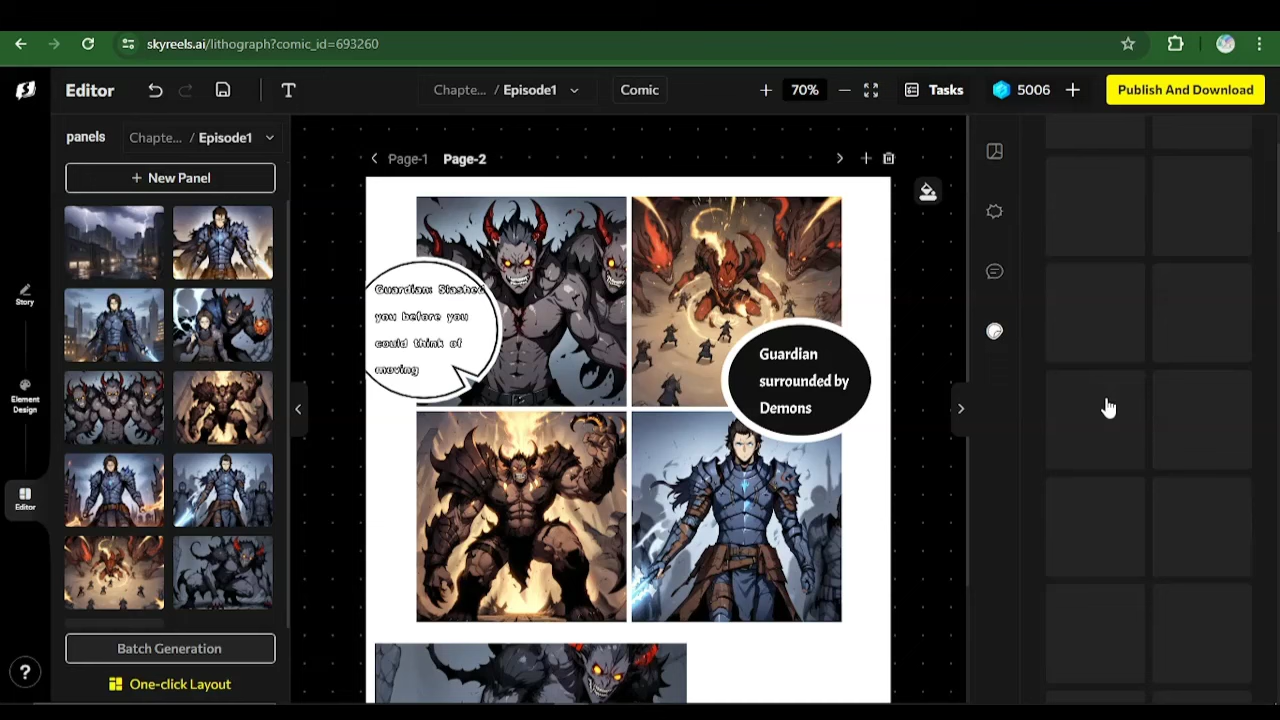 skyreels.ai/lithograph?comic_id=693260
Editor
T
Chapte... / Episode1
Comic
70%
Tasks
5006
Publish And Download
panels
Chapte... / Episode1
+ New Panel
Page-1
Page-2
Guardian: Slashed
you before you
could think of
moving
Guardian
surrounded by
Demons
Story
Element
Design
Editor
Batch Generation
One-click Layout
?